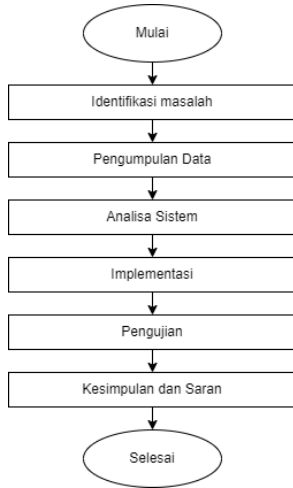 Mulai
Identifikasi masalah
Pengumpulan Data
Analisa Sistem
Implementasi
Pengujian
Kesimpulan dan Saran
Selesai